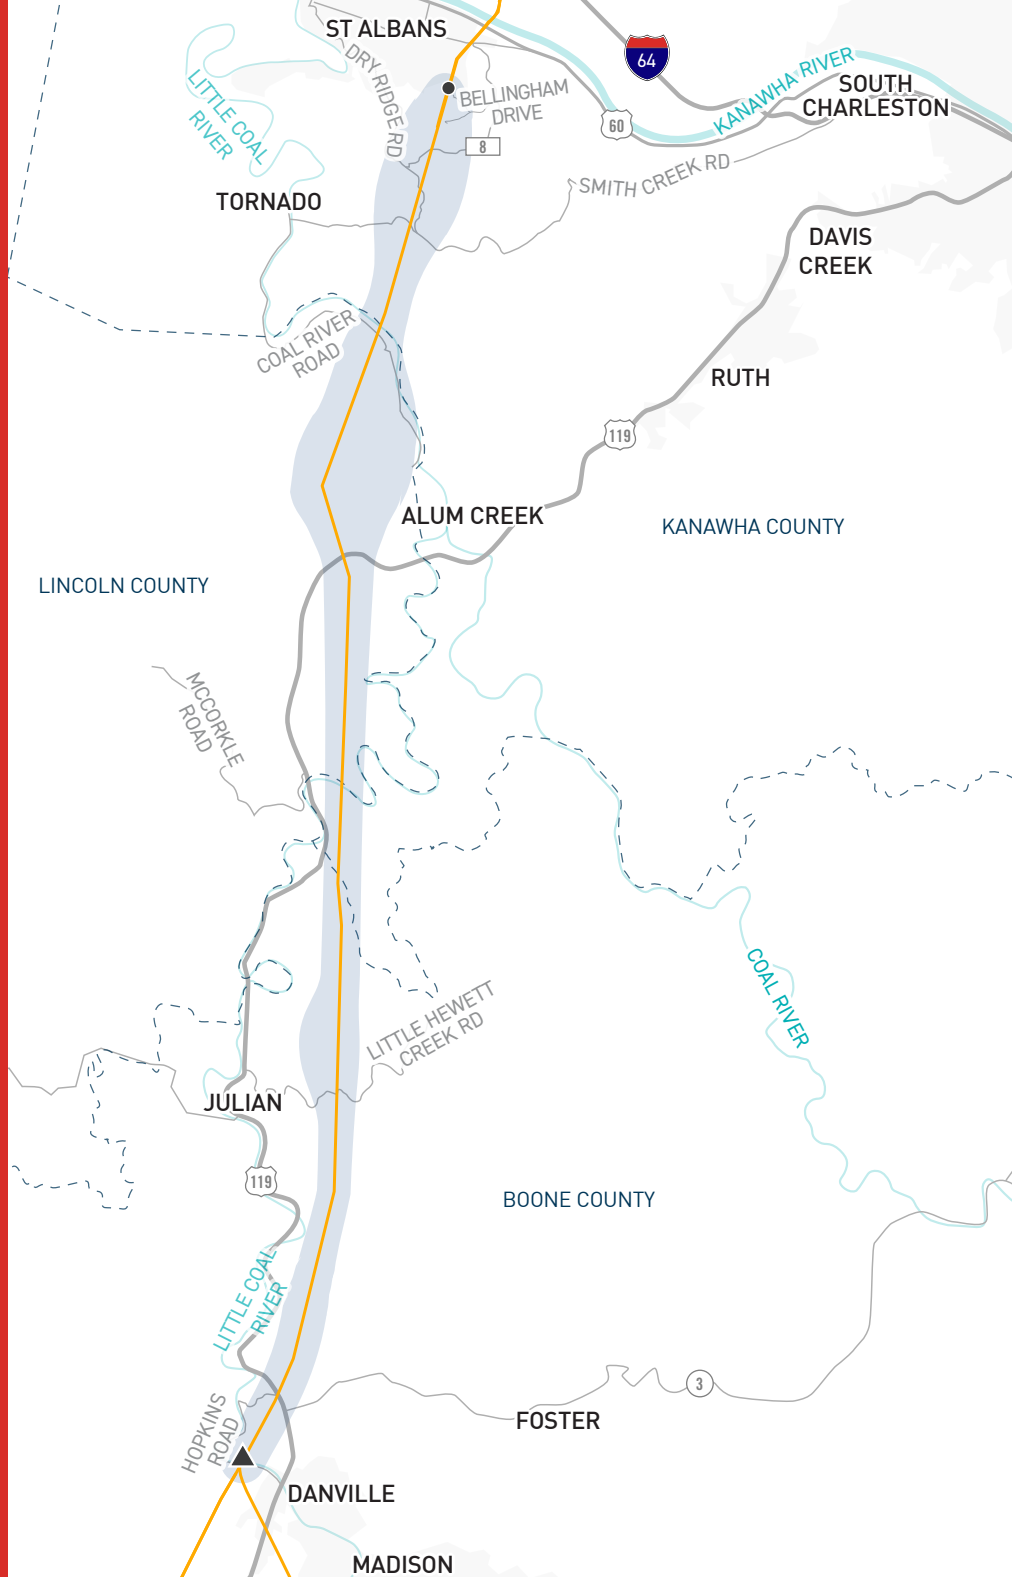 ST ALBANS
64
DRY RIDGE RD
KANAWHA RIVER
SOUTH
CHARLESTON
LITTLE COAL
RIVER
BELLINGHAM
DRIVE
60
8
SMITH CREEK RD
TORNADO
DAVIS
CREEK
COAL RIVER
ROAD
RUTH
119
ALUM CREEK
KANAWHA COUNTY
LINCOLN COUNTY
MCCORKLE
ROAD
COAL RIVER
LITTLE HEWETT
CREEK RD
JULIAN
119
BOONE COUNTY
LITTLE COAL
RIVER
3
HOPKINS
ROAD
FOSTER
DANVILLE
MADISON